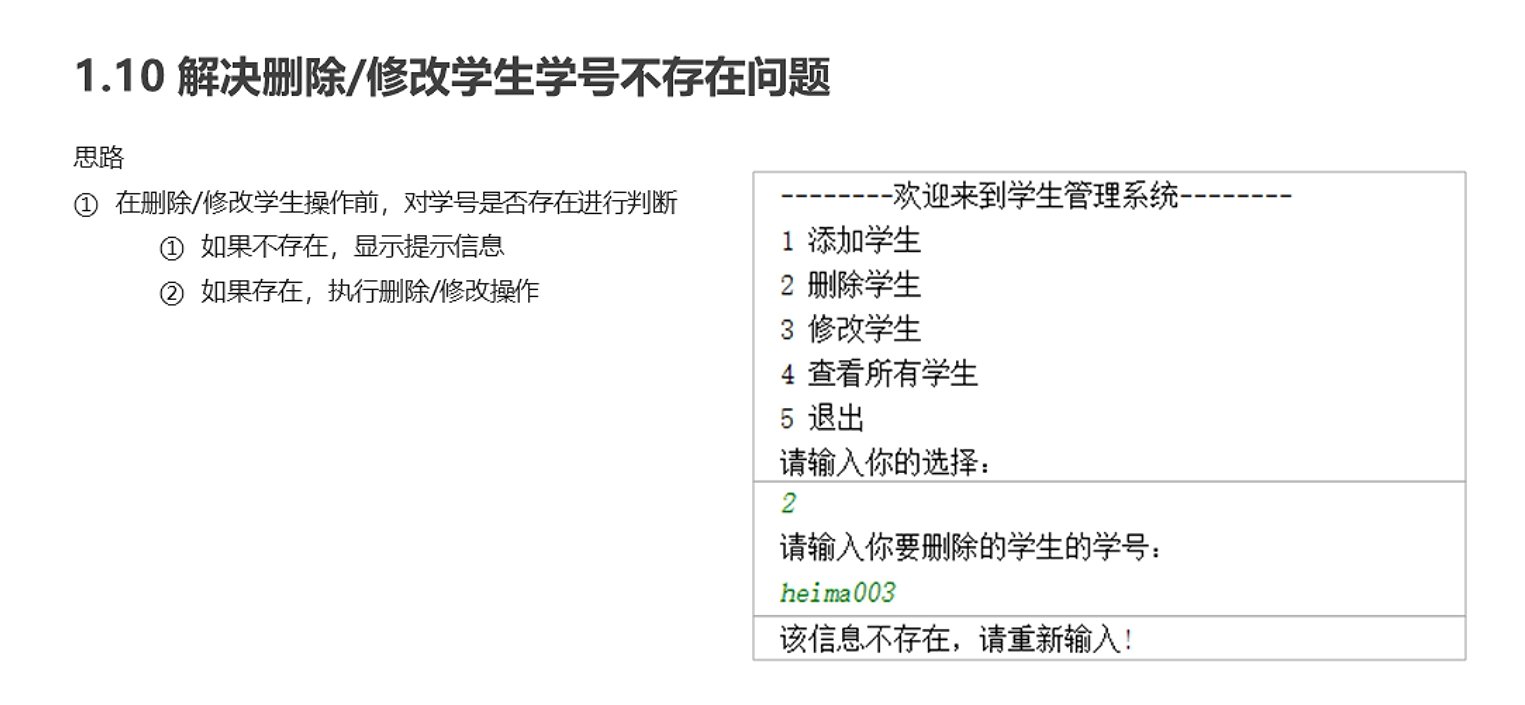 1.10 解决删除/修改学生学号不存在问题
思路
① 在删除/修改学生操作前，对学号是否存在进行判断
① 如果不存在，显示提示信息
② 如果存在，执行删除/修改操作
--------欢迎来到学生管理系统--------
1 添加学生
2 删除学生
3 修改学生
4 查看所有学生
5 退出
请输入你的选择：
2
请输入你要删除的学生的学号：
heima003
该信息不存在，请重新输入！